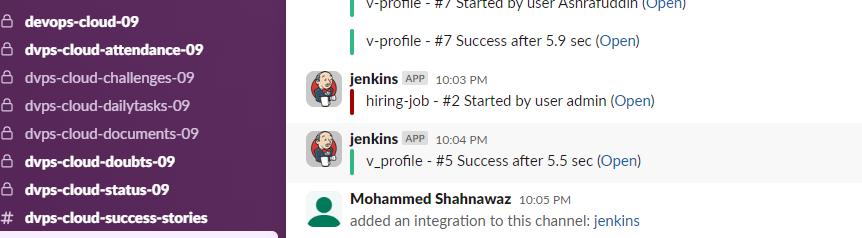 devops-cloud-09
dvps-cloud-attendance-09
dvps-cloud-challenges-09
dvps-cloud-dailytasks-09
dvps-cloud-documents-09
dvps-cloud-doubts-09
dvps-cloud-status-09
# dvps-cloud-success-stories
v-profile - #7 Started by user Ashrafuddin (Open)
v-profile - #7 Success after 5.9 sec (Open)
jenkins APP 10:03 PM
hiring-job - #2 Started by user admin (Open)
jenkins APP 10:04 PM
v_profile - #5 Success after 5.5 sec (Open)
Mohammed Shahnawaz 10:05 PM
added an integration to this channel: jenkins